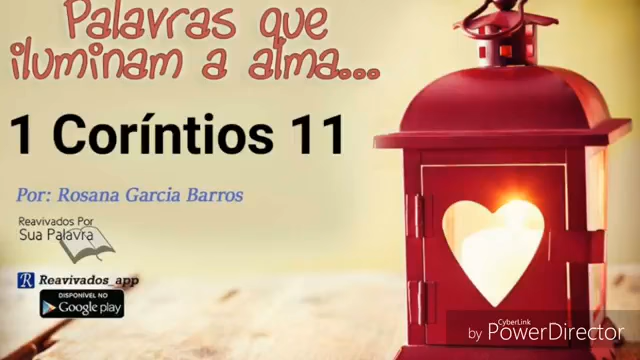 Palavras que
iluminam a alma...
1 Coríntios 11
Por: Rosana Garcia Barros
Reavivados Por
Sua Palavra
R Reavivados_app
DISPONÍVEL NO
Google play
by CyberLink
PowerDirector